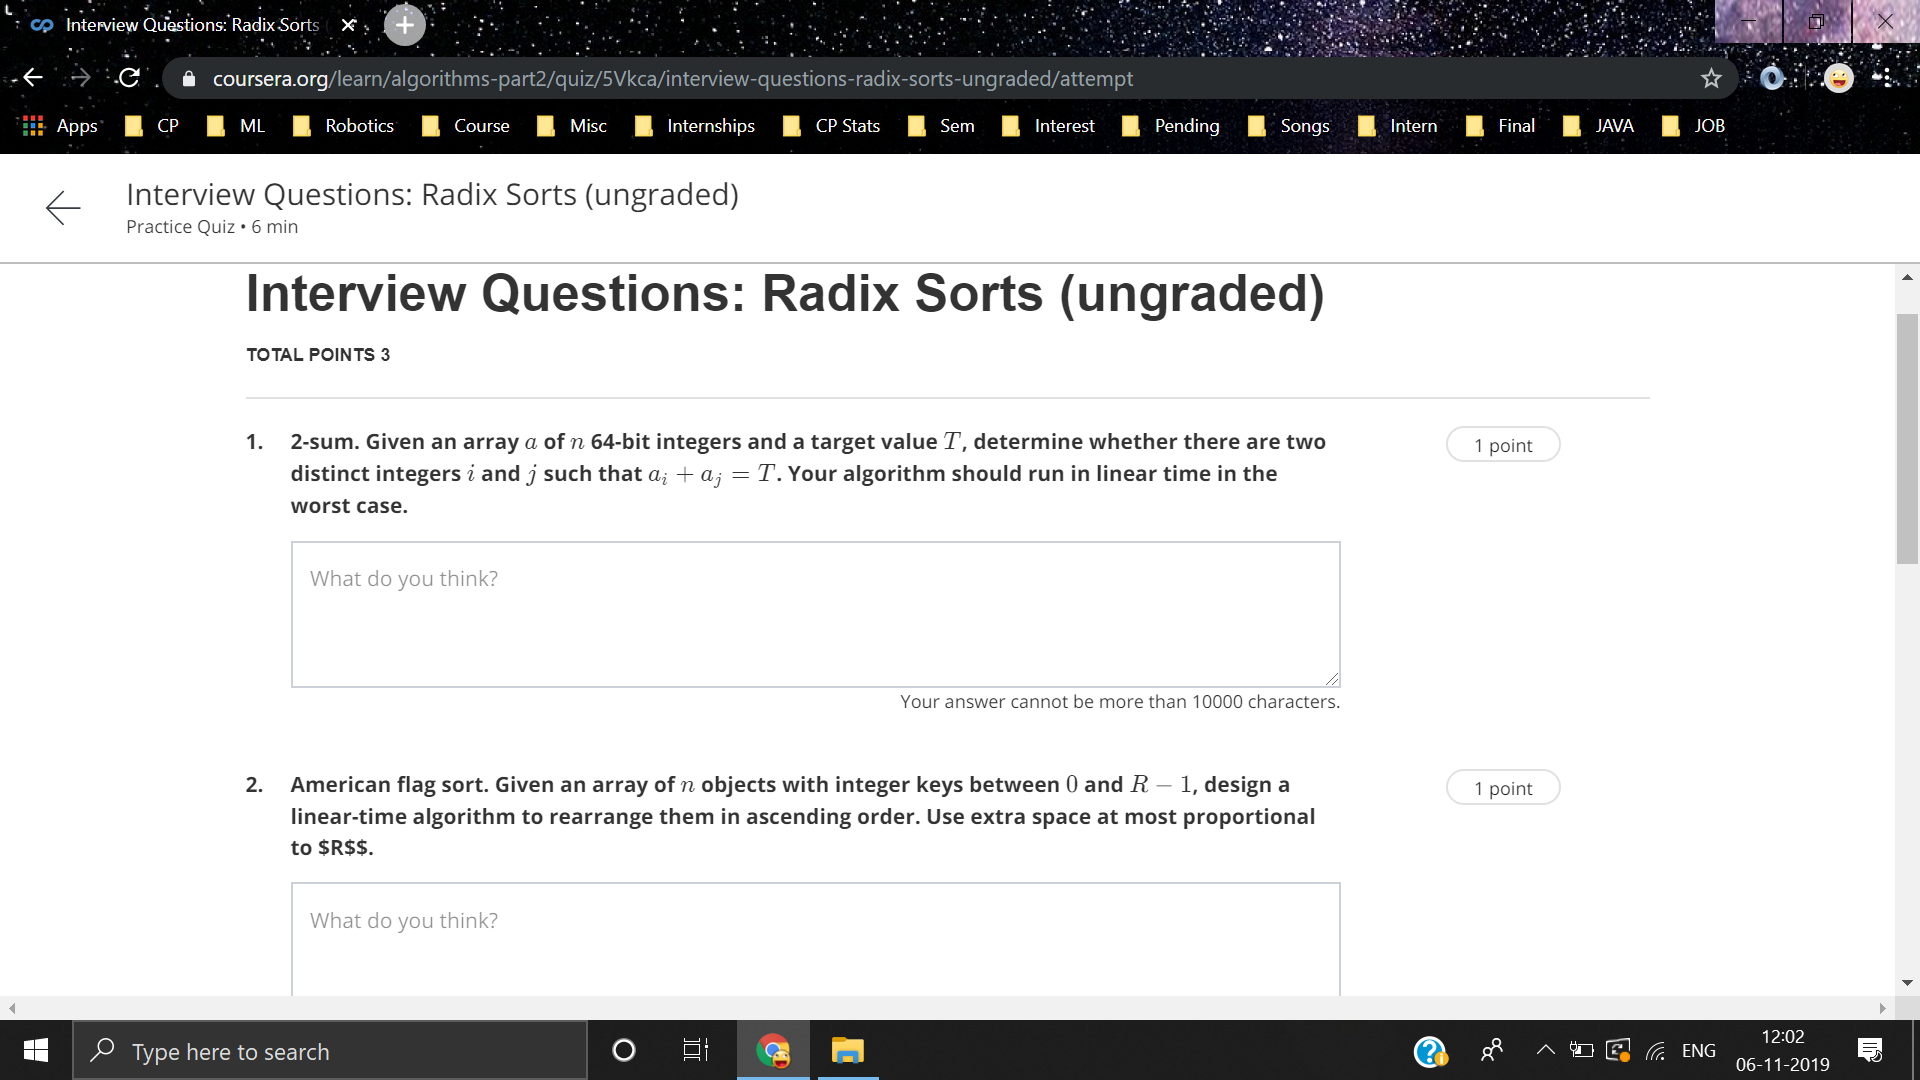 Interview Questions: Radix Sorts
coursera.org/learn/algorithms-part2/quiz/5Vkca/interview-questions-radix-sorts-ungraded/attempt
Apps CP ML Robotics Course Misc Internships CP Stats Sem Interest Pending Songs Intern Final JAVA JOB
Interview Questions: Radix Sorts (ungraded)
Practice Quiz • 6 min
Interview Questions: Radix Sorts (ungraded)
TOTAL POINTS 3
1. 2-sum. Given an array a of n 64-bit integers and a target value T, determine whether there are two
1 point
distinct integers i and j such that a_i + a_j = T. Your algorithm should run in linear time in the
worst case.
What do you think?
Your answer cannot be more than 10000 characters.
2. American flag sort. Given an array of n objects with integer keys between 0 and R − 1, design a
1 point
linear-time algorithm to rearrange them in ascending order. Use extra space at most proportional
to $R$$.
What do you think?
Type here to search
ENG
12:02
06-11-2019